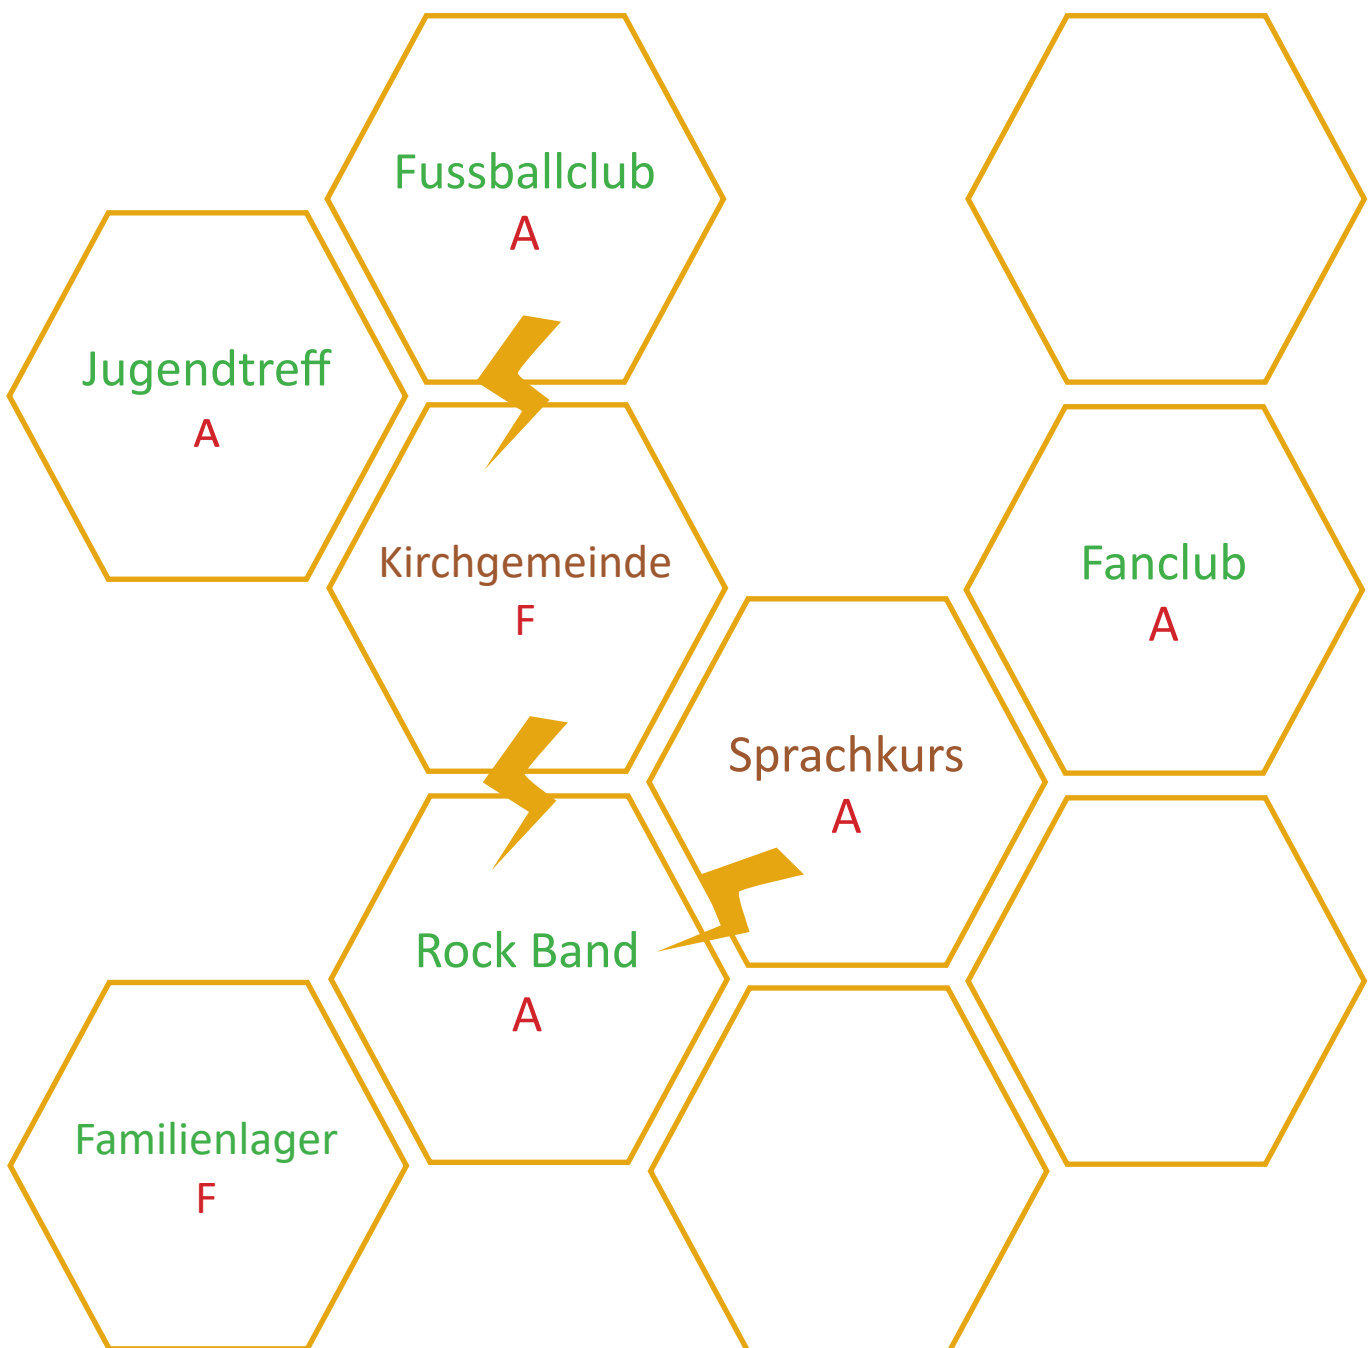 Fussballclub
A
Jugendtreff
A
Kirchgemeinde
F
Fanclub
A
Sprachkurs
A
Rock Band
A
Familienlager
F